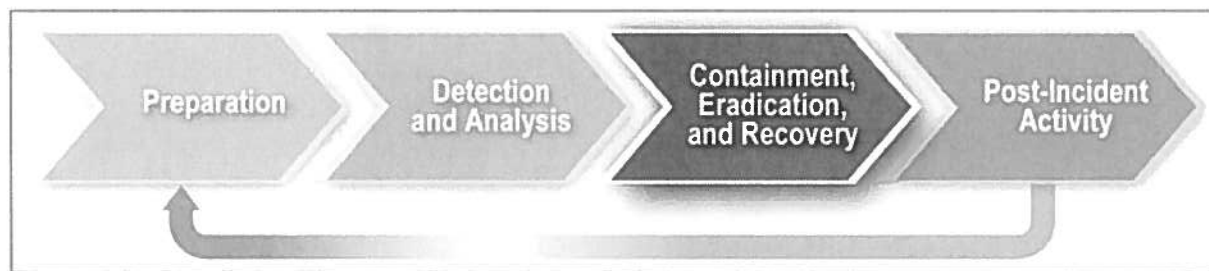 Preparation
Detection
and Analysis
Containment,
Eradication,
and Recovery
Post-Incident
Activity